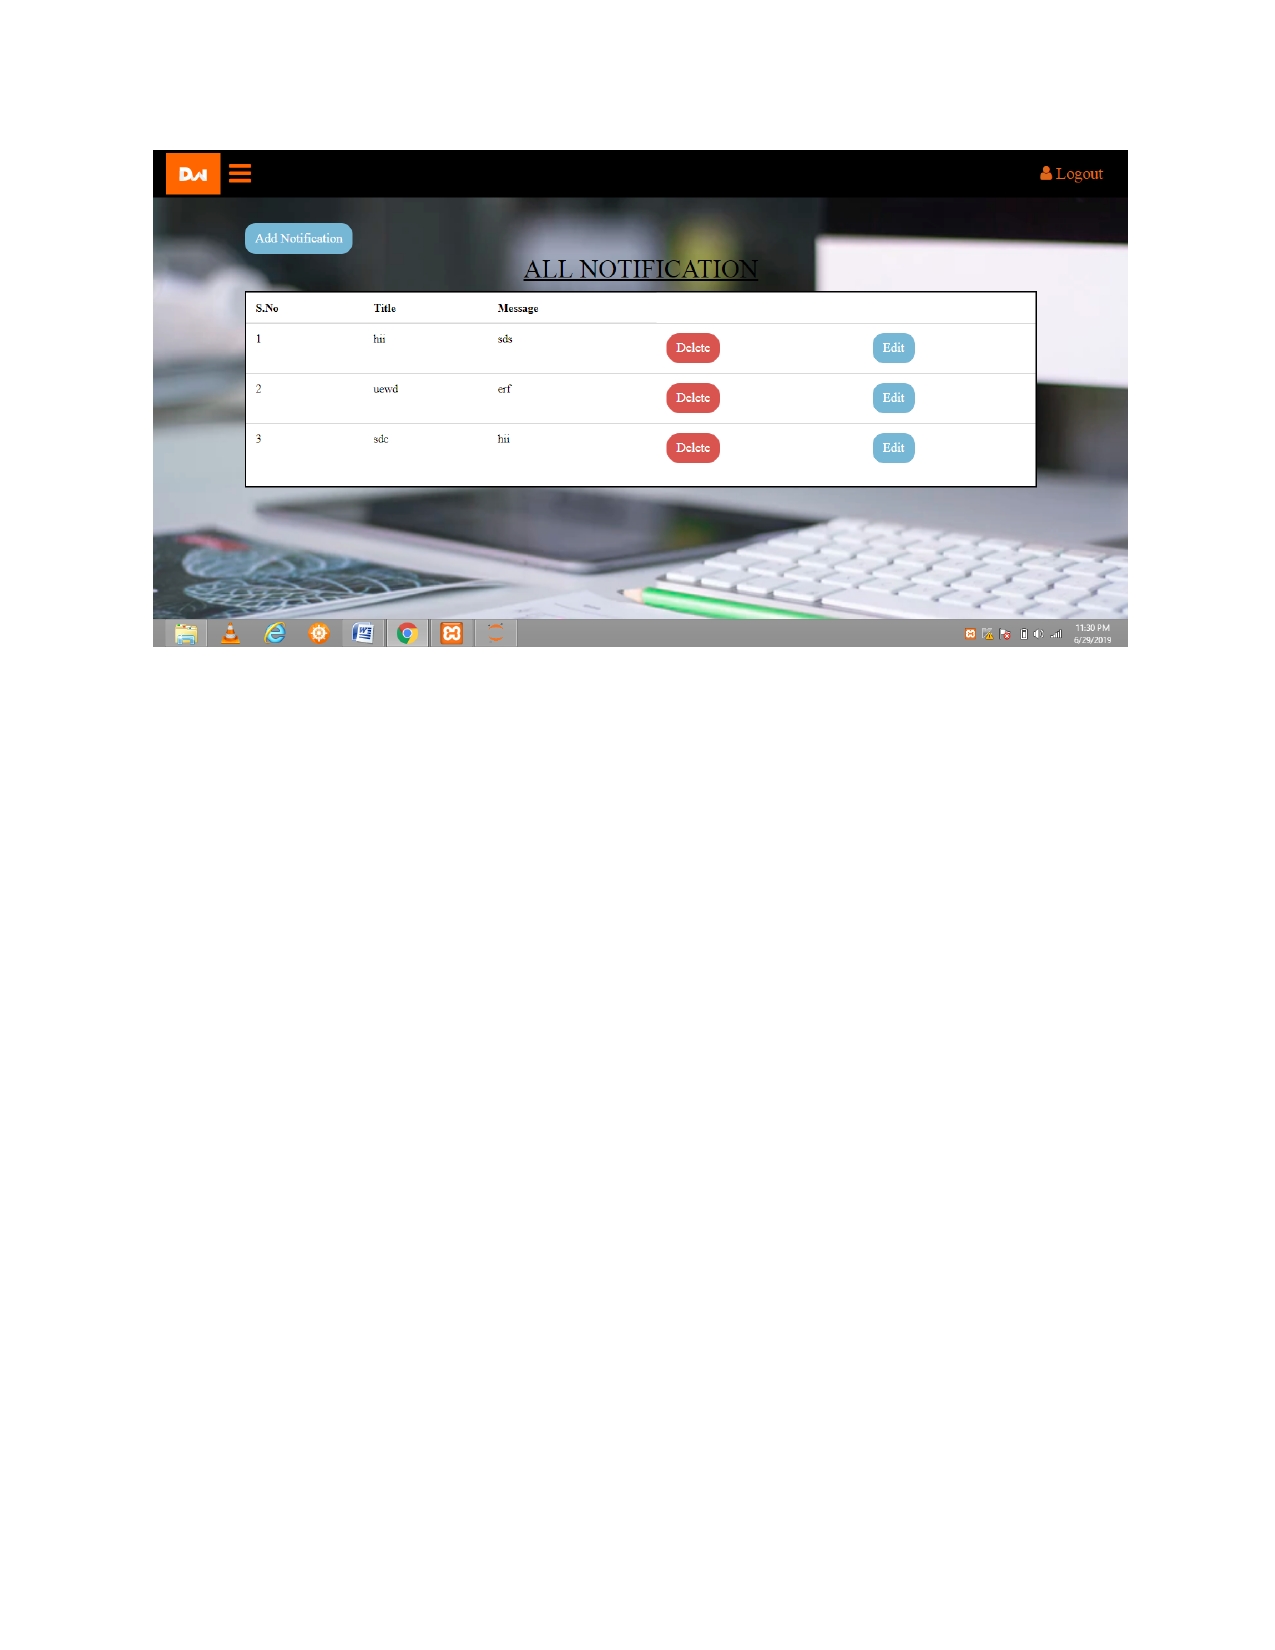 DW
Logout
Add Notification
ALL NOTIFICATION
S.No Title Message
1 hii sds Delete Edit
2 uewd erf Delete Edit
3 sdc hii Delete Edit
11:30 PM
6/29/2019